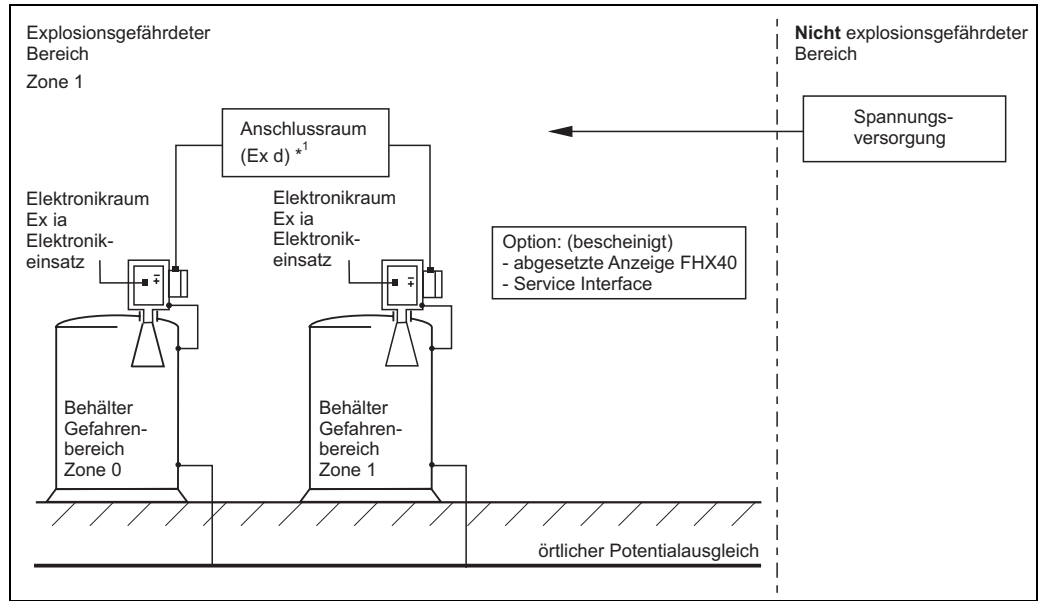 Explosionsgefährdeter
Bereich
Zone 1
Nicht explosionsgefährdeter
Bereich
Anschlussraum
(Ex d) *1
Spannungs-
versorgung
Elektronikraum
Ex ia
Elektronik-
einsatz
Elektronikraum
Ex ia
Elektronik-
einsatz
Option: (bescheinigt)
- abgesetzte Anzeige FHX40
- Service Interface
Behälter
Gefahren-
bereich
Zone 0
Behälter
Gefahren-
bereich
Zone 1
örtlicher Potentialausgleich